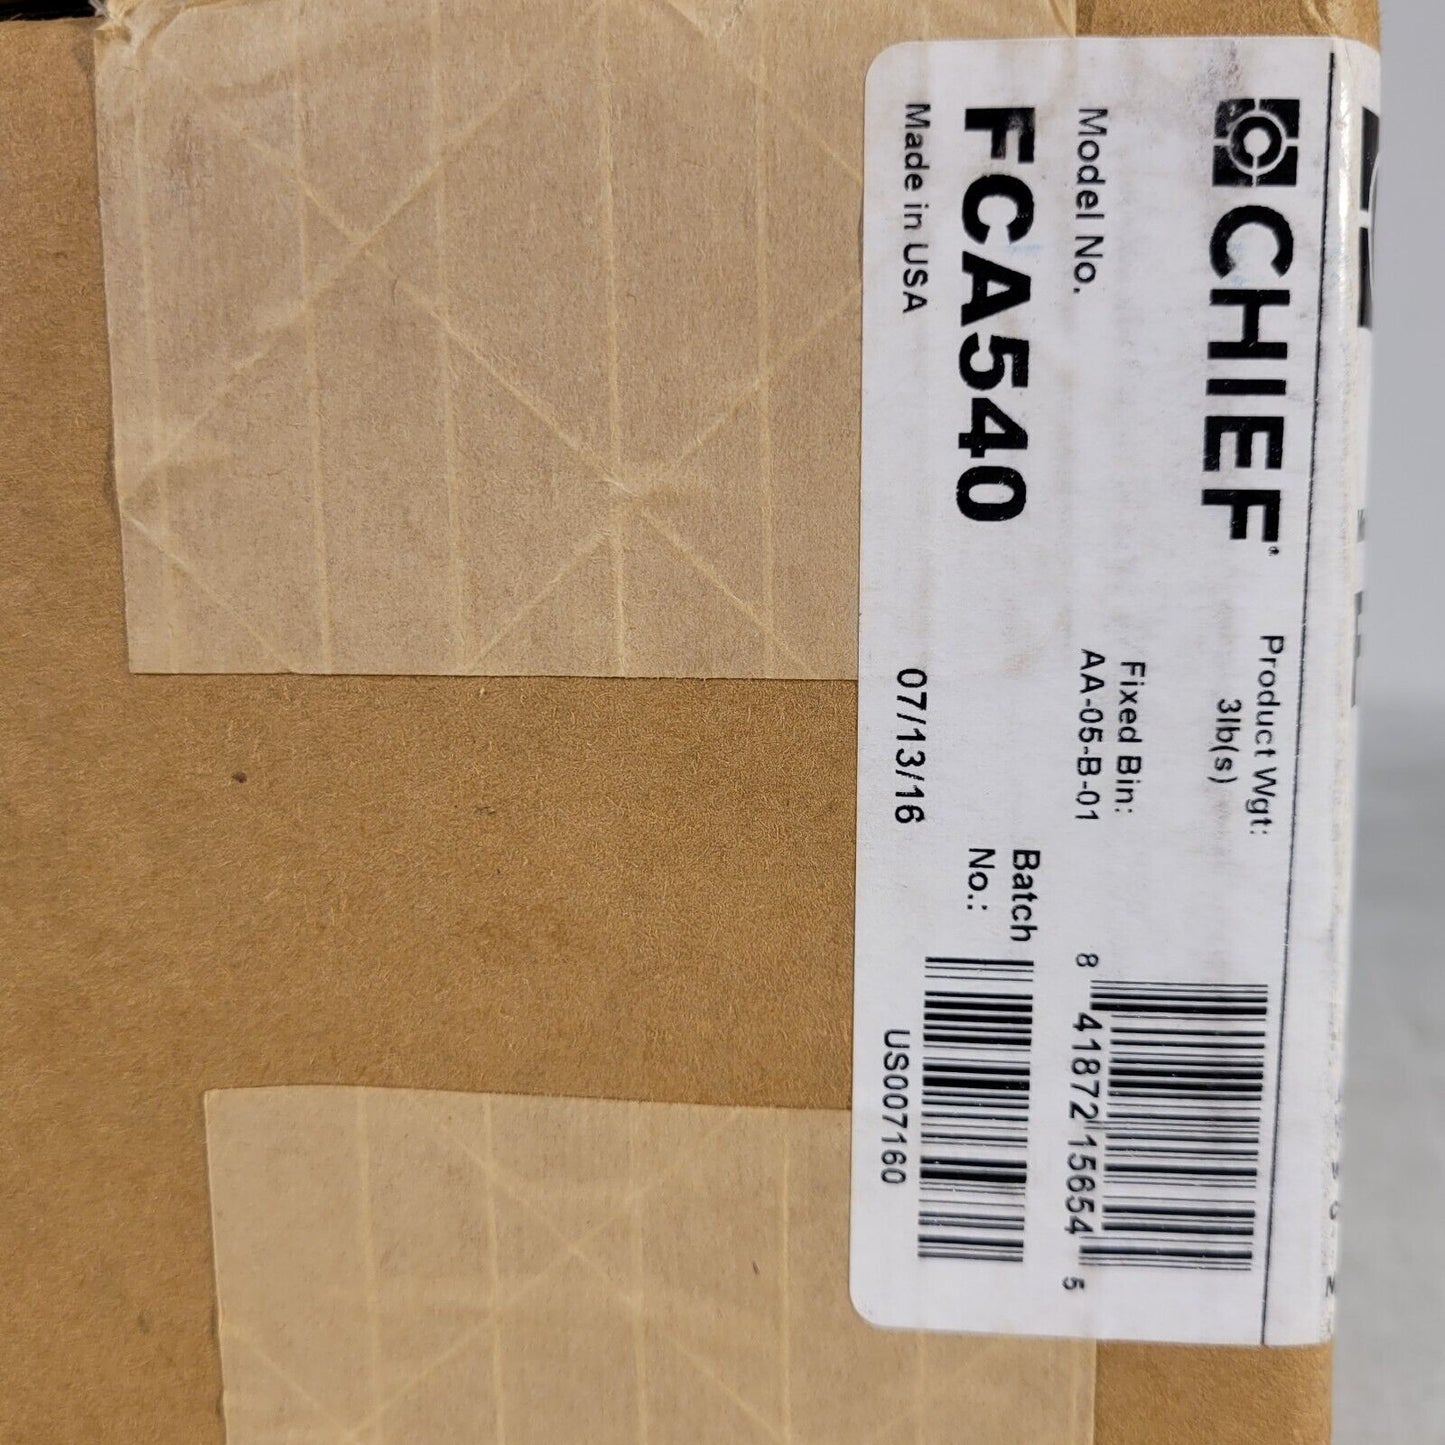 CHIEF®
Product Wgt:
3lb(s)
Model No.
FCA540
Made in USA
Fixed Bin:
AA-05-B-01
07/13/16
8 41872 15654 5
Batch
No.:
US007160